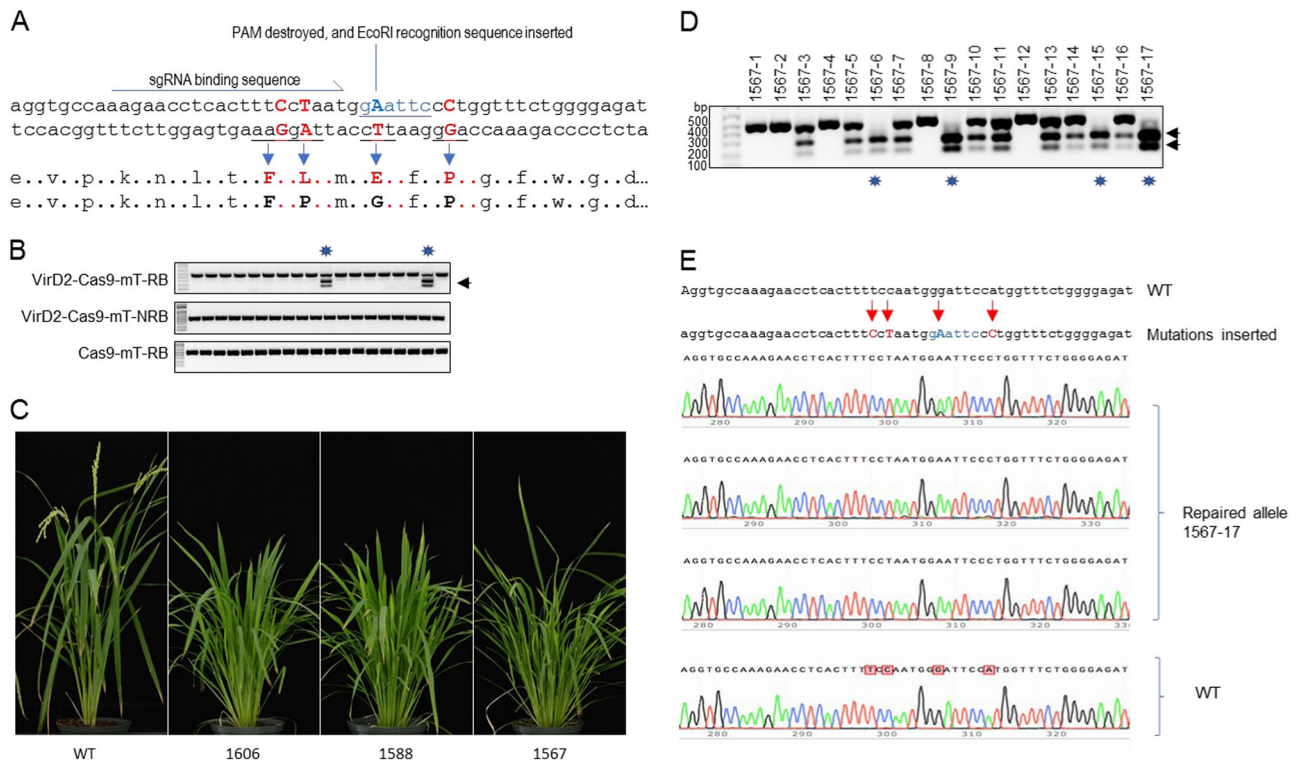 A
PAM destroyed, and EcoRI recognition sequence inserted
sgRNA binding sequence
aggtgccaaagaacctcactttCcTaatggAattccCtggtttctggggagat
tccacggtttcttggagtgaaaGgAttaccTtaaggGaccaaagacccctcta
e..v..p..k..n..l..t..F..L..m..E..f..P..g..f..w..g..d...
e..v..p..k..n..l..t..F..P..m..G..f..P..g..f..w..g..d...
B
VirD2-Cas9-mT-RB
VirD2-Cas9-mT-NRB
Cas9-mT-RB
C
WT
1606
1588
1567
D
1567-1
1567-2
1567-3
1567-4
1567-5
1567-6
1567-7
1567-8
1567-9
1567-10
1567-11
1567-12
1567-13
1567-14
1567-15
1567-16
1567-17
bp
500
400
300
200
100
E
Aggtgccaaagaacctcacttttccaatgggattccatggtttctggggagat
WT
aggtgccaaagaacctcactttCcTaatggAattccCtggtttctggggagat
Mutations inserted
AGGTGCCAAAGAACCTCACTTTCCTAATGGAATTCCCTGGTTTCTGGGGAGAT
280 290 300 310 320
AGGTGCCAAAGAACCTCACTTTCCTAATGGAATTCCCTGGTTTCTGGGGAGAT
290 300 310 320 330
Repaired allele
1567-17
AGGTGCCAAAGAACCTCACTTTCCTAATGGAATTCCCTGGTTTCTGGGGAGAT
280 290 300 310 320 33
AGGTGCCAAAGAACCTCACTTTTCCAATGGGATTCCATGGTTTCTGGGGAGAT
WT
280 290 300 310 320